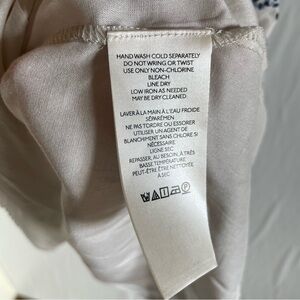 HAND WASH COLD SEPARATELY
DO NOT WRING OR TWIST
USE ONLY NON-CHLORINE
BLEACH
LINE DRY
LOW IRON AS NEEDED
MAY BE DRY CLEANED
LAVER À LA MAIN À L'EAU FROIDE
SÉPARÉMEN
NE PAS TORDRE OU ESSORER
UTILISER UN AGENT DE
BLANCHIMENT SANS CHLORE SI
NÉCESSAIRE
LIGNE SEC
REPASSER, AU BESOIN, À TRÈS
BASSE TEMPÉRATURE
PEUT-ÊTRE ÊTRE NETTOYÉE
À SEC